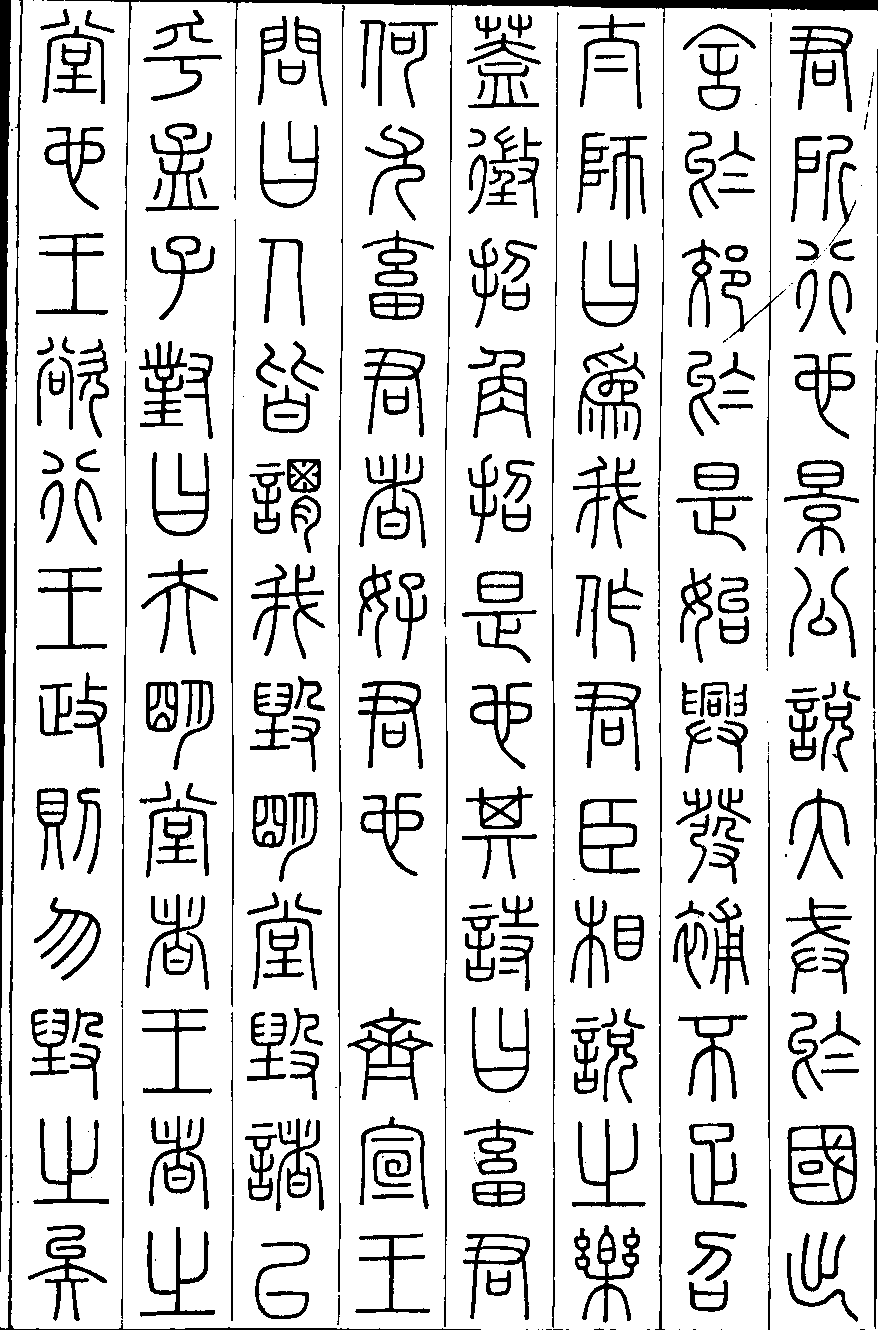 君所行也景公說大戒於國出
舍於郊於是始興發補不足召
太師曰爲我作君臣相說之樂
蓋徵招角招是也其詩曰畜君
何尤畜君者好君也　齊宣王
問曰人皆謂我毀明堂毀諸已
乎孟子對曰夫明堂者王者之
堂也王欲行王政則勿毀之矣